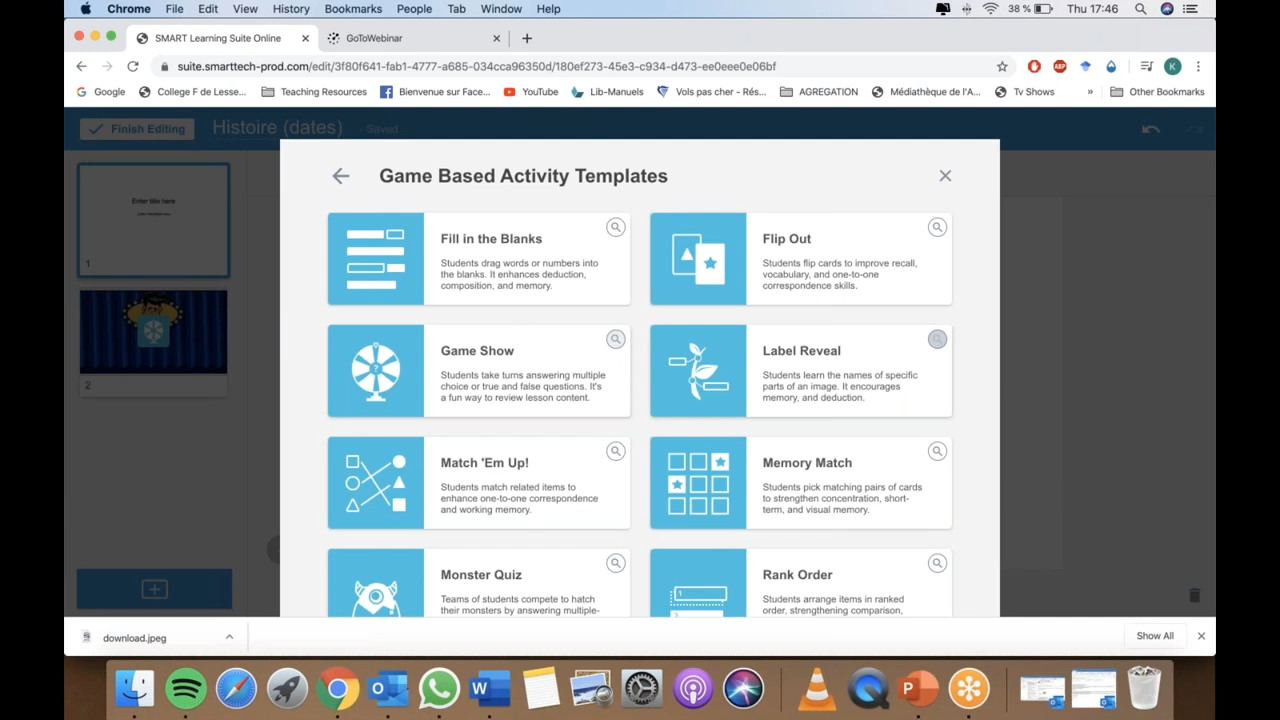 Chrome File Edit View History Bookmarks People Tab Window Help 38 % Thu 17:46
SMART Learning Suite Online GoToWebinar
suite.smarttech-prod.com/edit/3f80f641-fab1-4777-a685-034cca96350d/180ef273-45e3-c934-d473-ee0eee0e06bf
Google College F de Lesse... Teaching Resources Bienvenue sur Face... YouTube Lib-Manuels Vols pas cher - Rés... AGREGATION Médiathèque de l'A... Tv Shows » Other Bookmarks
Finish Editing Histoire (dates) - Saved
Game Based Activity Templates
Enter title here
1
2
Fill in the Blanks
Students drag words or numbers into
the blanks. It enhances deduction,
composition, and memory.
Flip Out
Students flip cards to improve recall,
vocabulary, and one-to-one
correspondence skills.
Game Show
Students take turns answering multiple
choice or true and false questions. It's
a fun way to review lesson content.
Label Reveal
Students learn the names of specific
parts of an image. It encourages
memory, and deduction.
Match 'Em Up!
Students match related items to
enhance one-to-one correspondence
and working memory.
Memory Match
Students pick matching pairs of cards
to strengthen concentration, short-
term, and visual memory.
Monster Quiz
Teams of students compete to hatch
their monsters by answering multiple-
Rank Order
Students arrange items in ranked
order, strengthening comparison,
download.jpeg Show All